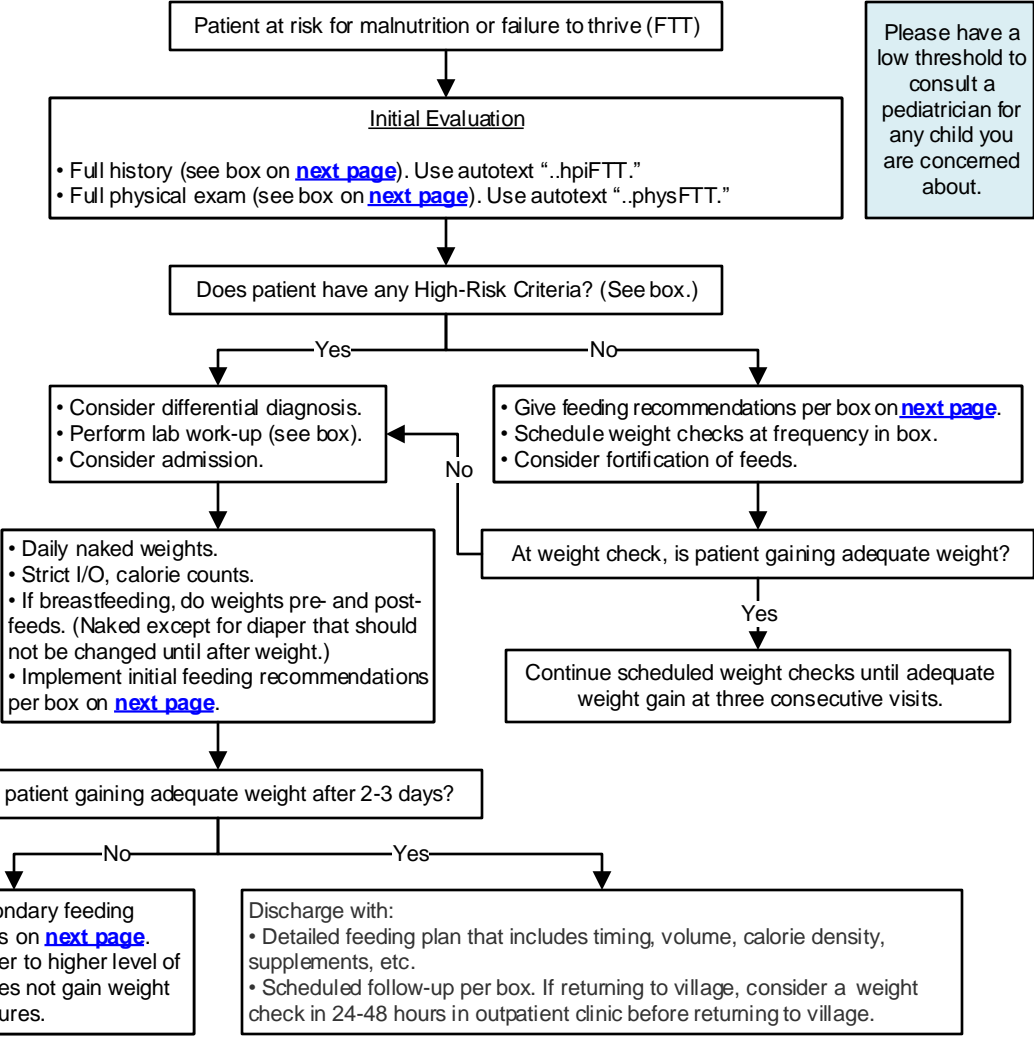 Patient at risk for malnutrition or failure to thrive (FTT)
Please have a
low threshold to
consult a
pediatrician for
any child you
are concerned
about.
Initial Evaluation
• Full history (see box on next page). Use autotext “..hpiFTT.”
• Full physical exam (see box on next page). Use autotext “..physFTT.”
Does patient have any High-Risk Criteria? (See box.)
Yes
No
• Consider differential diagnosis.
• Perform lab work-up (see box).
• Consider admission.
• Give feeding recommendations per box on next page.
• Schedule weight checks at frequency in box.
• Consider fortification of feeds.
No
At weight check, is patient gaining adequate weight?
Yes
Continue scheduled weight checks until adequate
weight gain at three consecutive visits.
• Daily naked weights.
• Strict I/O, calorie counts.
• If breastfeeding, do weights pre- and post-
feeds. (Naked except for diaper that should
not be changed until after weight.)
• Implement initial feeding recommendations
per box on next page.
patient gaining adequate weight after 2-3 days?
No
Yes
feeding
on next page.
to higher level of
not gain weight
Discharge with:
• Detailed feeding plan that includes timing, volume, calorie density,
supplements, etc.
• Scheduled follow-up per box. If returning to village, consider a weight
check in 24-48 hours in outpatient clinic before returning to village.